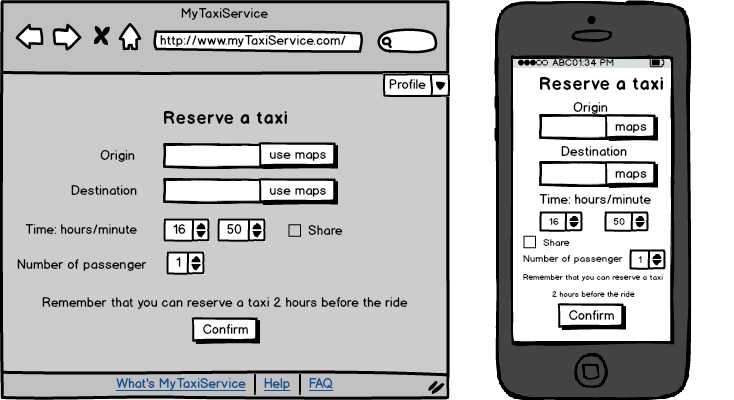 MyTaxiService
http://www.myTaxiService.com/
Profile
Reserve a taxi
Origin use maps
Destination use maps
Time: hours/minute 16 50 Share
Number of passenger 1
Remember that you can reserve a taxi 2 hours before the ride
Confirm
What's MyTaxiService Help FAQ
ABC01:34 PM
Reserve a taxi
Origin
maps
Destination
maps
Time: hours/minute
16 50
Share
Number of passenger 1
Remember that you can reserve a taxi
2 hours before the ride
Confirm